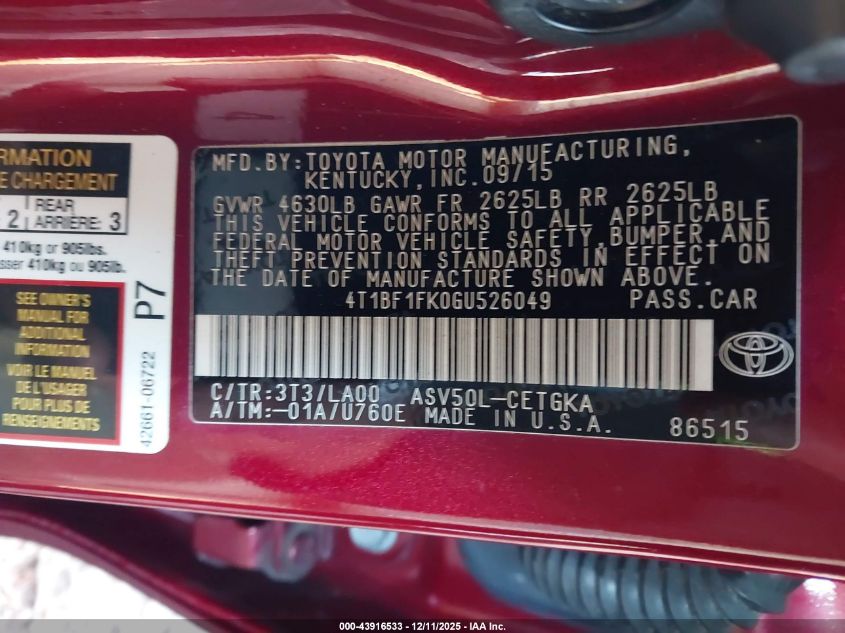 RMATION
E CHARGEMENT
2 REAR ARRIÈRE: 3
410kg or 905lbs.
sser 410kg ou 905lb.
SEE OWNER'S
MANUAL FOR
ADDITIONAL
INFORMATION
VOIR LE MANUEL
DE L'USAGER
POUR PLUS DE
RENSEIGNEMENTS
P7
42661-06722
MFD.BY:TOYOTA MOTOR MANUFACTURING,
KENTUCKY,INC.09/15
GVWR 4630LB GAWR FR 2625LB RR 2625LB
THIS VEHICLE CONFORMS TO ALL APPLICABLE
FEDERAL MOTOR VEHICLE SAFETY,BUMPER,AND
THEFT PREVENTION STANDARDS IN EFFECT ON
THE DATE OF MANUFACTURE SHOWN ABOVE.
4T1BF1FK0GU526049 PASS.CAR
C/TR:3T3/LA00 ASV50L-CETGKA
A/TM:-01A/U760E MADE IN U.S.A.
86515
000-43916533 - 12/11/2025 - IAA Inc.